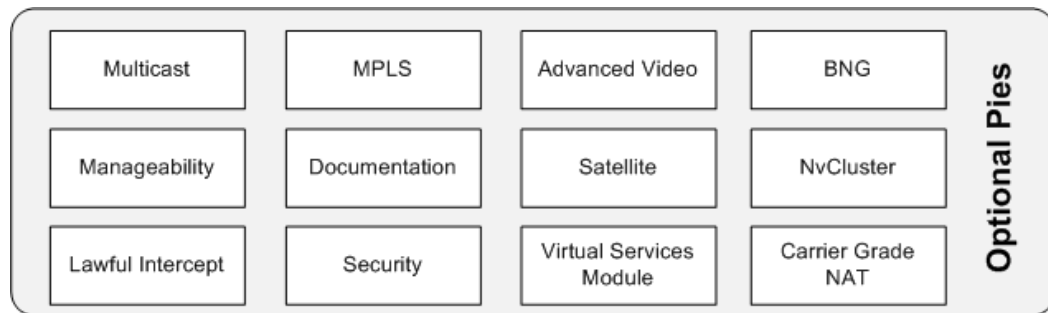 Multicast
MPLS
Advanced Video
BNG
Manageability
Documentation
Satellite
NvCluster
Lawful Intercept
Security
Virtual Services
Module
Carrier Grade
NAT
Optional Pies